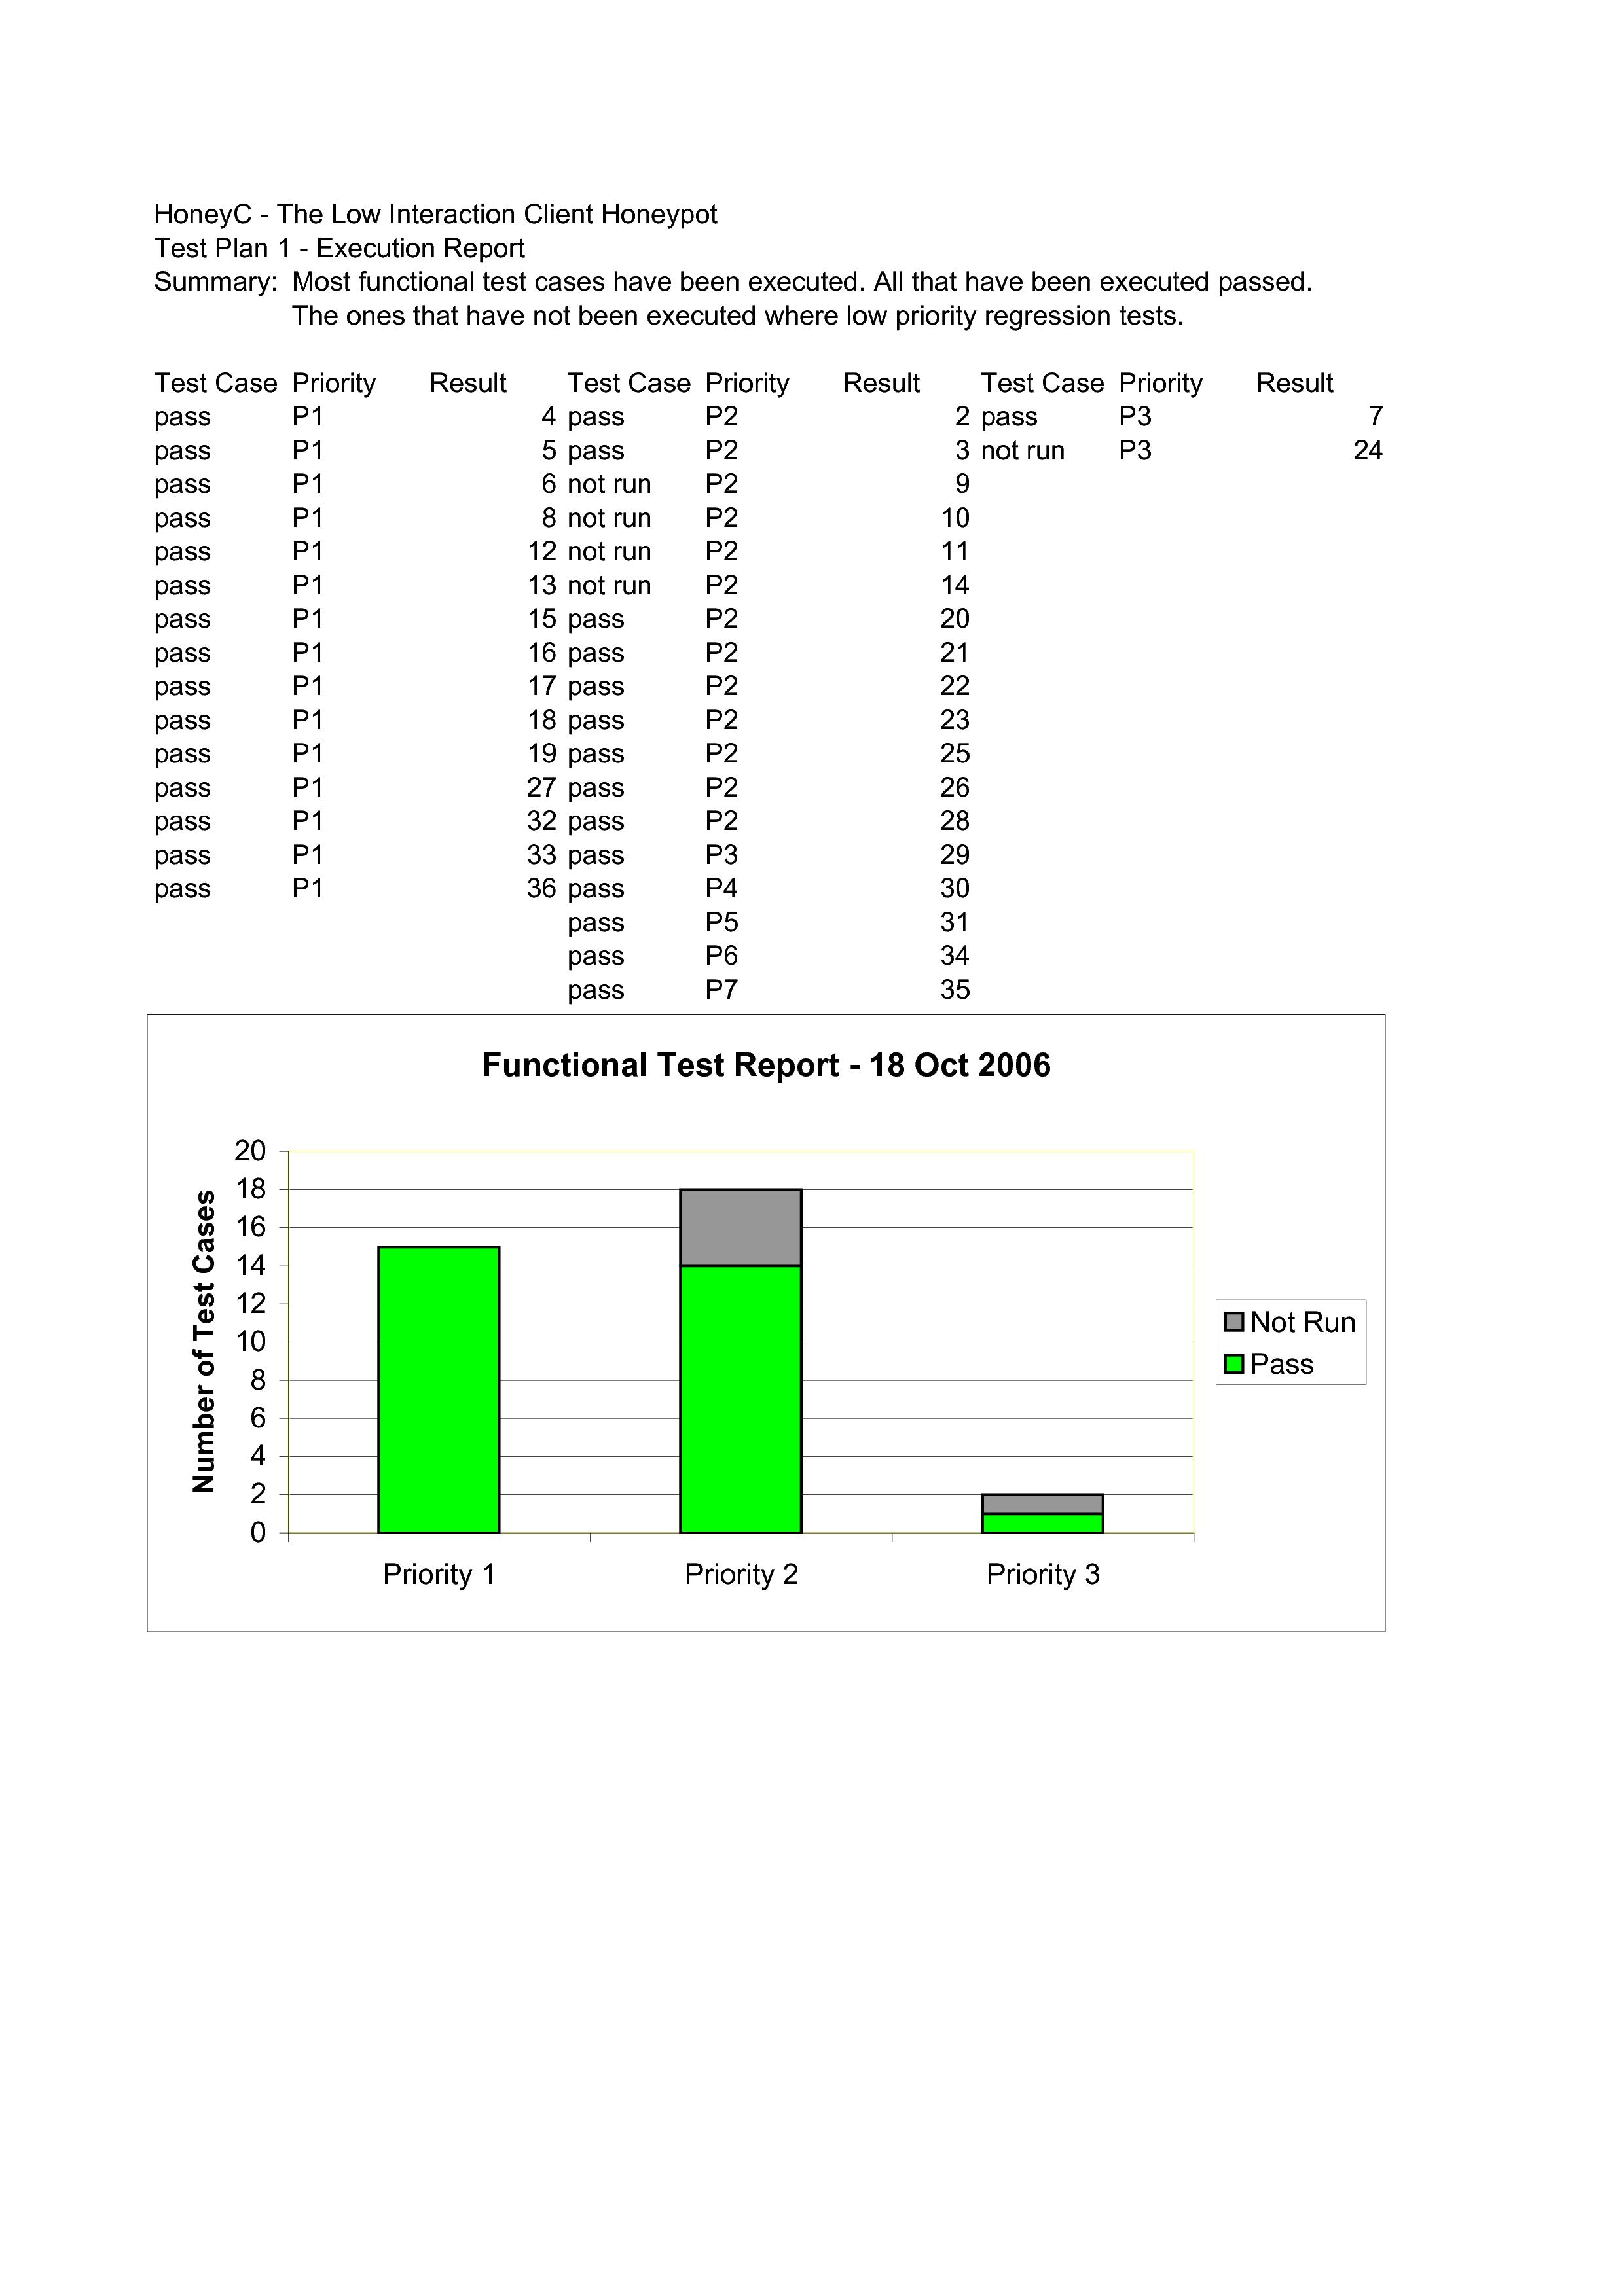 HoneyC - The Low Interaction Client Honeypot
Test Plan 1 - Execution Report
Summary: Most functional test cases have been executed. All that have been executed passed.
The ones that have not been executed where low priority regression tests.
Test Case Priority Result Test Case Priority Result Test Case Priority Result
pass P1 4 pass P2 2 pass P3 7
pass P1 5 pass P2 3 not run P3 24
pass P1 6 not run P2 9
pass P1 8 not run P2 10
pass P1 12 not run P2 11
pass P1 13 not run P2 14
pass P1 15 pass P2 20
pass P1 16 pass P2 21
pass P1 17 pass P2 22
pass P1 18 pass P2 23
pass P1 19 pass P2 25
pass P1 27 pass P2 26
pass P1 32 pass P2 28
pass P1 33 pass P3 29
pass P1 36 pass P4 30
pass P5 31
pass P6 34
pass P7 35
Functional Test Report - 18 Oct 2006
Number of Test Cases
20
18
16
14
12
10
8
6
4
2
0
Priority 1 Priority 2 Priority 3
Not Run
Pass